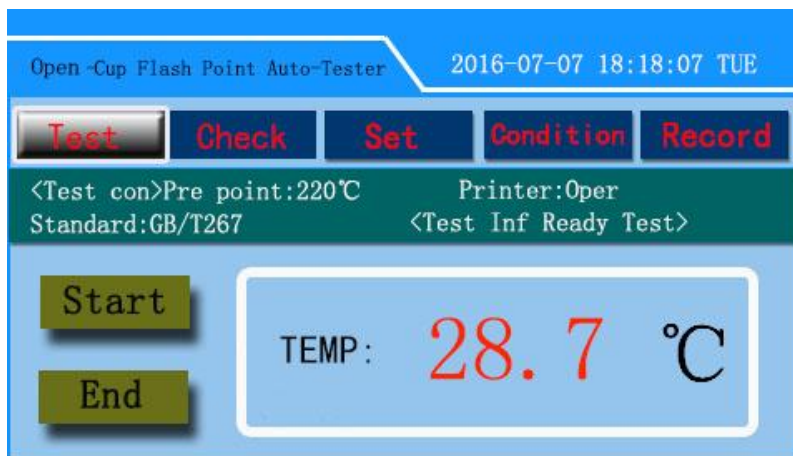 Open-Cup Flash Point Auto-Tester
2016-07-07 18:18:07 TUE
Test Check Set Condition Record
<Test con>Pre point:220℃ Printer:Oper
Standard:GB/T267 <Test Inf Ready Test>
Start
TEMP: 28.7 ℃
End